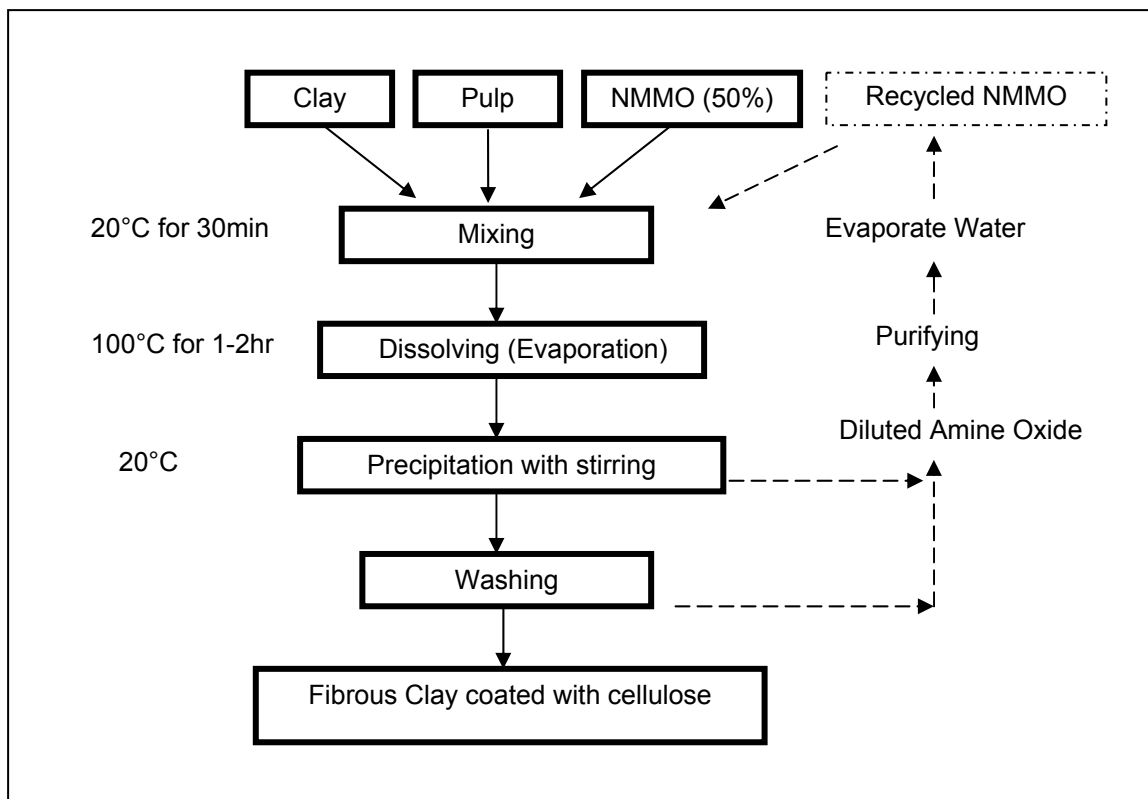 Clay
Pulp
NMMO (50%)
Recycled NMMO
20°C for 30min
Mixing
Evaporate Water
100°C for 1-2hr
Dissolving (Evaporation)
Purifying
Diluted Amine Oxide
20°C
Precipitation with stirring
Washing
Fibrous Clay coated with cellulose